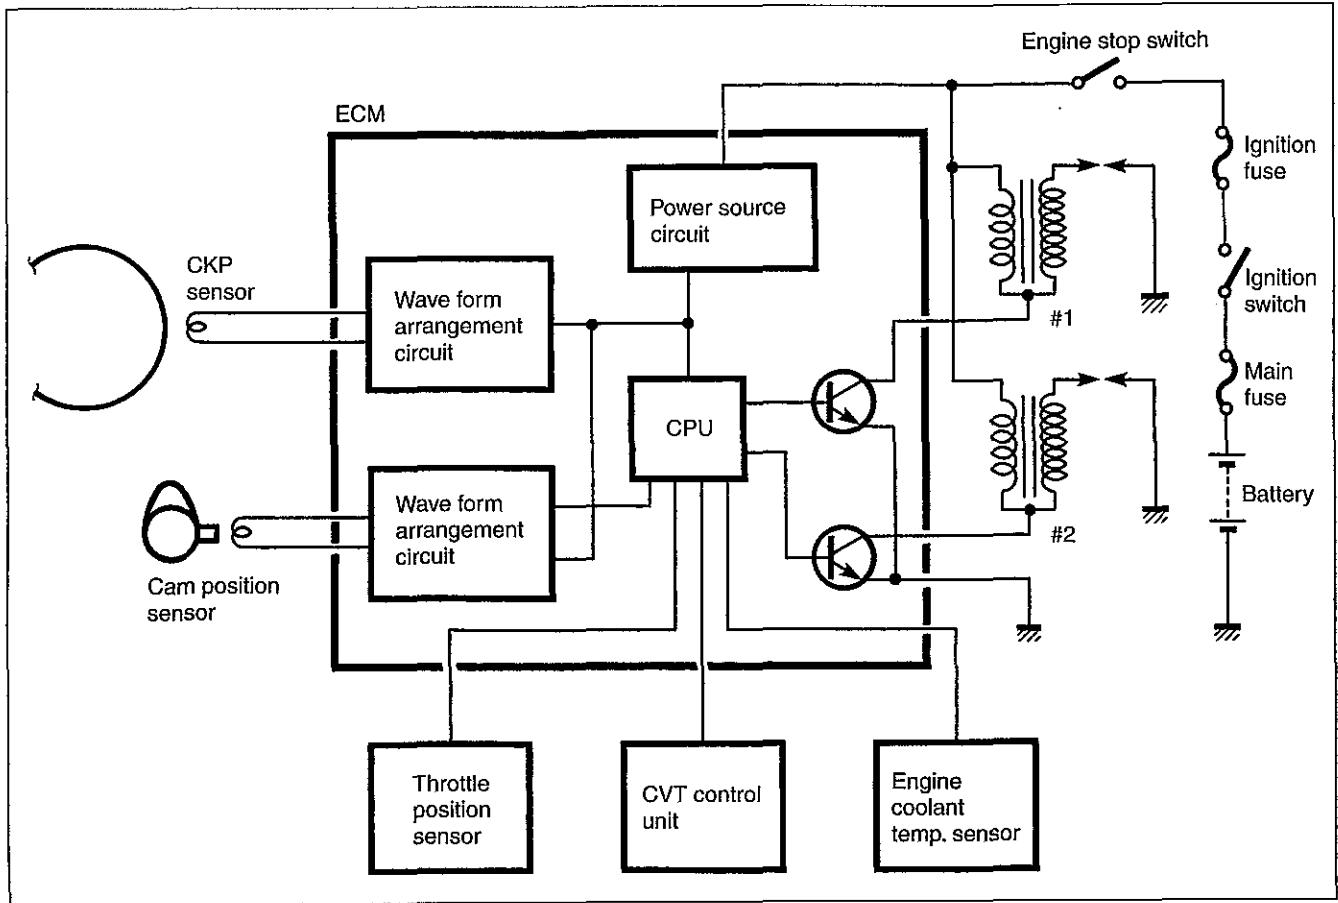 Engine stop switch
ECM
Ignition
fuse
Power source
circuit
CKP
sensor
Wave form
arrangement
circuit
Ignition
switch
#1
Main
fuse
CPU
Battery
Wave form
arrangement
circuit
#2
Cam position
sensor
Throttle
position
sensor
CVT control
unit
Engine
coolant
temp. sensor